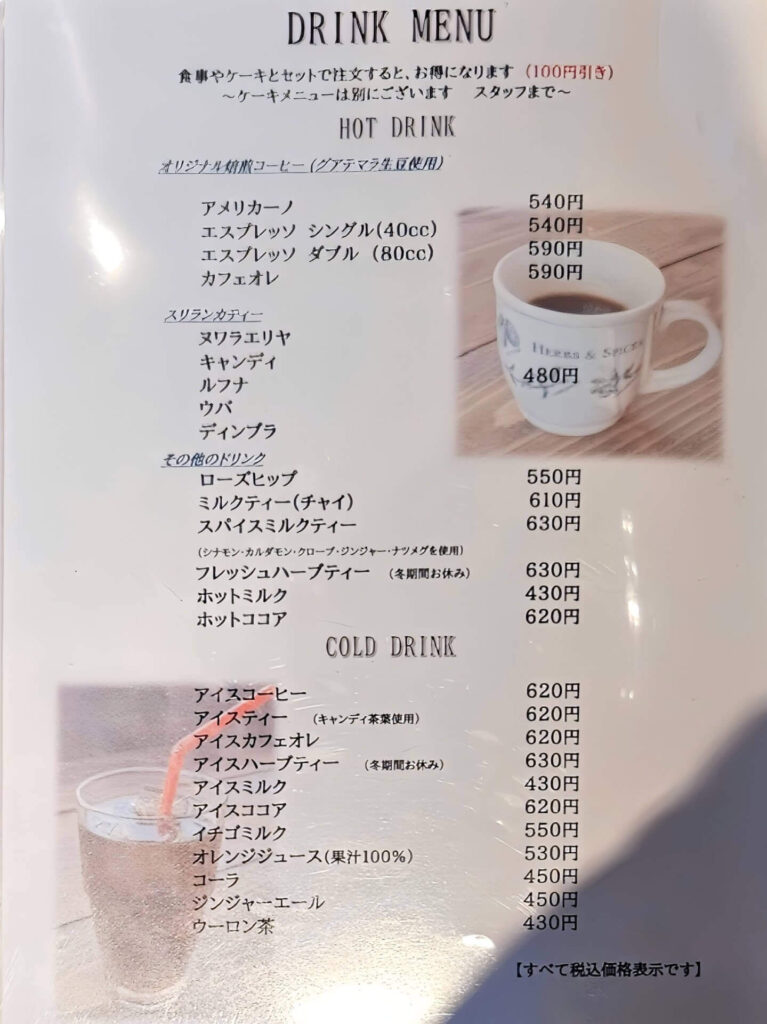 DRINK MENU
食事やケーキとセットで注文すると、お得になります (100円引き)
～ケーキメニューは別にございます スタッフまで～
HOT DRINK
オリジナル焙煎コーヒー(グアテマラ生豆使用)
アメリカーノ 540円
エスプレッソ シングル(40cc) 540円
エスプレッソ ダブル (80cc) 590円
カフェオレ 590円
スリランカティー
ヌワラエリヤ
キャンディ
ルフナ 480円
ウバ
ディンブラ
HERBS & SPICES
その他のドリンク
ローズヒップ 550円
ミルクティー(チャイ) 610円
スパイスミルクティー 630円
(シナモン・カルダモン・クローブ・ジンジャー・ナツメグを使用)
フレッシュハーブティー (冬期間お休み) 630円
ホットミルク 430円
ホットココア 620円
COLD DRINK
アイスコーヒー 620円
アイスティー (キャンディ茶葉使用) 620円
アイスカフェオレ 620円
アイスハーブティー (冬期間お休み) 630円
アイスミルク 430円
アイスココア 620円
イチゴミルク 550円
オレンジジュース(果汁100%) 530円
コーラ 450円
ジンジャーエール 450円
ウーロン茶 430円
【すべて税込価格表示です】